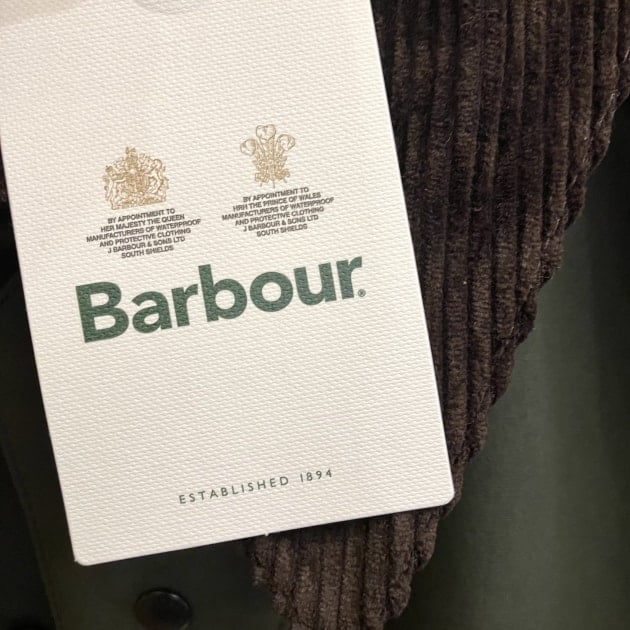 BY APPOINTMENT TO
HER MAJESTY THE QUEEN
MANUFACTURERS OF WATERPROOF
AND PROTECTIVE CLOTHING
J BARBOUR & SONS LTD
SOUTH SHIELDS
BY APPOINTMENT TO
HRH THE PRINCE OF WALES
MANUFACTURERS OF WATERPROOF
AND PROTECTIVE CLOTHING
J BARBOUR & SONS LTD
SOUTH SHIELDS
Barbour®
ESTABLISHED 1894